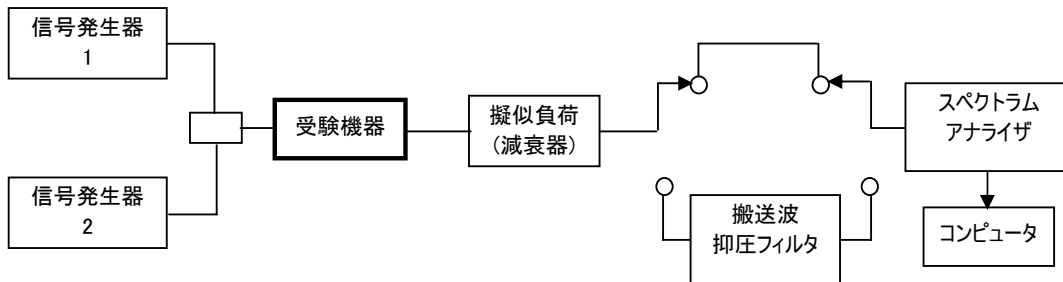 信号発生器
1
受験機器
擬似負荷
(減衰器)
スペクトラム
アナライザ
信号発生器
2
搬送波
抑圧フィルタ
コンピュータ